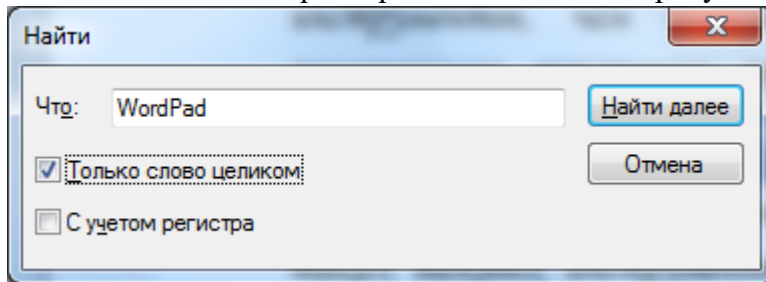 Найти
Что: WordPad
Найти далее
Только слово целиком
Отмена
С учетом регистра